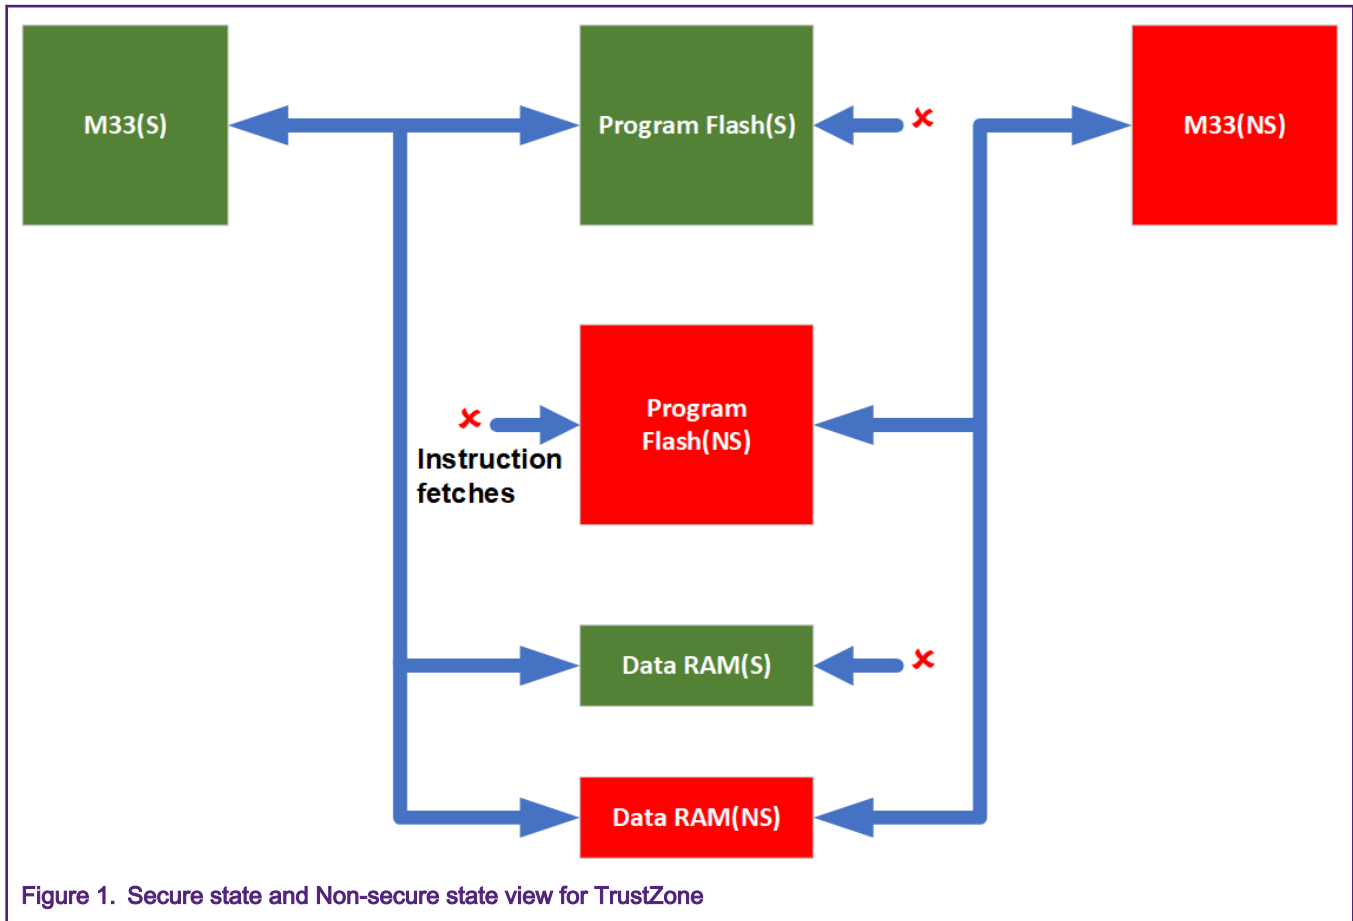 M33(S)
Program Flash(S)
M33(NS)
Program
Flash(NS)
Instruction
fetches
Data RAM(S)
Data RAM(NS)
Figure 1. Secure state and Non-secure state view for TrustZone